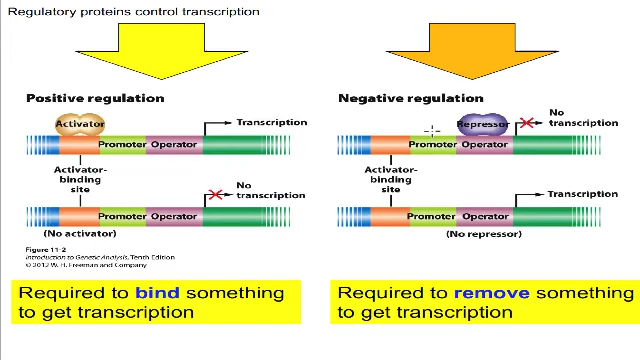 Regulatory proteins control transcription
Positive regulation
Activator
Transcription
Promoter Operator
Activator-
binding
site
No
transcription
Promoter Operator
(No activator)
Figure 11-2
Introduction to Genetic Analysis, Tenth Edition
© 2012 W. H. Freeman and Company
Required to bind something
to get transcription
Negative regulation
Repressor
No
transcription
Promoter Operator
Activator-
binding
site
Transcription
Promoter Operator
(No repressor)
Required to remove something
to get transcription